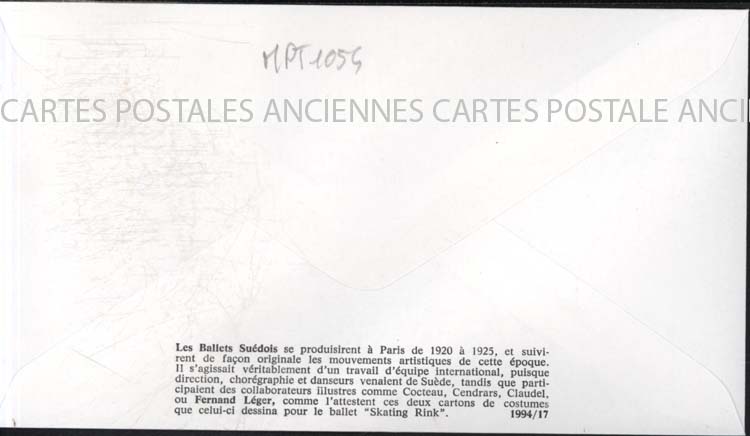 MPT1054
CARTES POSTALES ANCIENNES CARTES POSTALE ANCI
Les Ballets Suédois se produisirent à Paris de 1920 à 1925, et suivi-
rent de façon originale les mouvements artistiques de cette époque.
Il s'agissait véritablement d'un travail d'équipe international, puisque
direction, chorégraphie et danseurs venaient de Suède, tandis que parti-
cipaient des collaborateurs illustres comme Cocteau, Cendrars, Claudel,
ou Fernand Léger, comme l'attestent ces deux cartons de costumes
que celui-ci dessina pour le ballet "Skating Rink". 1994/17